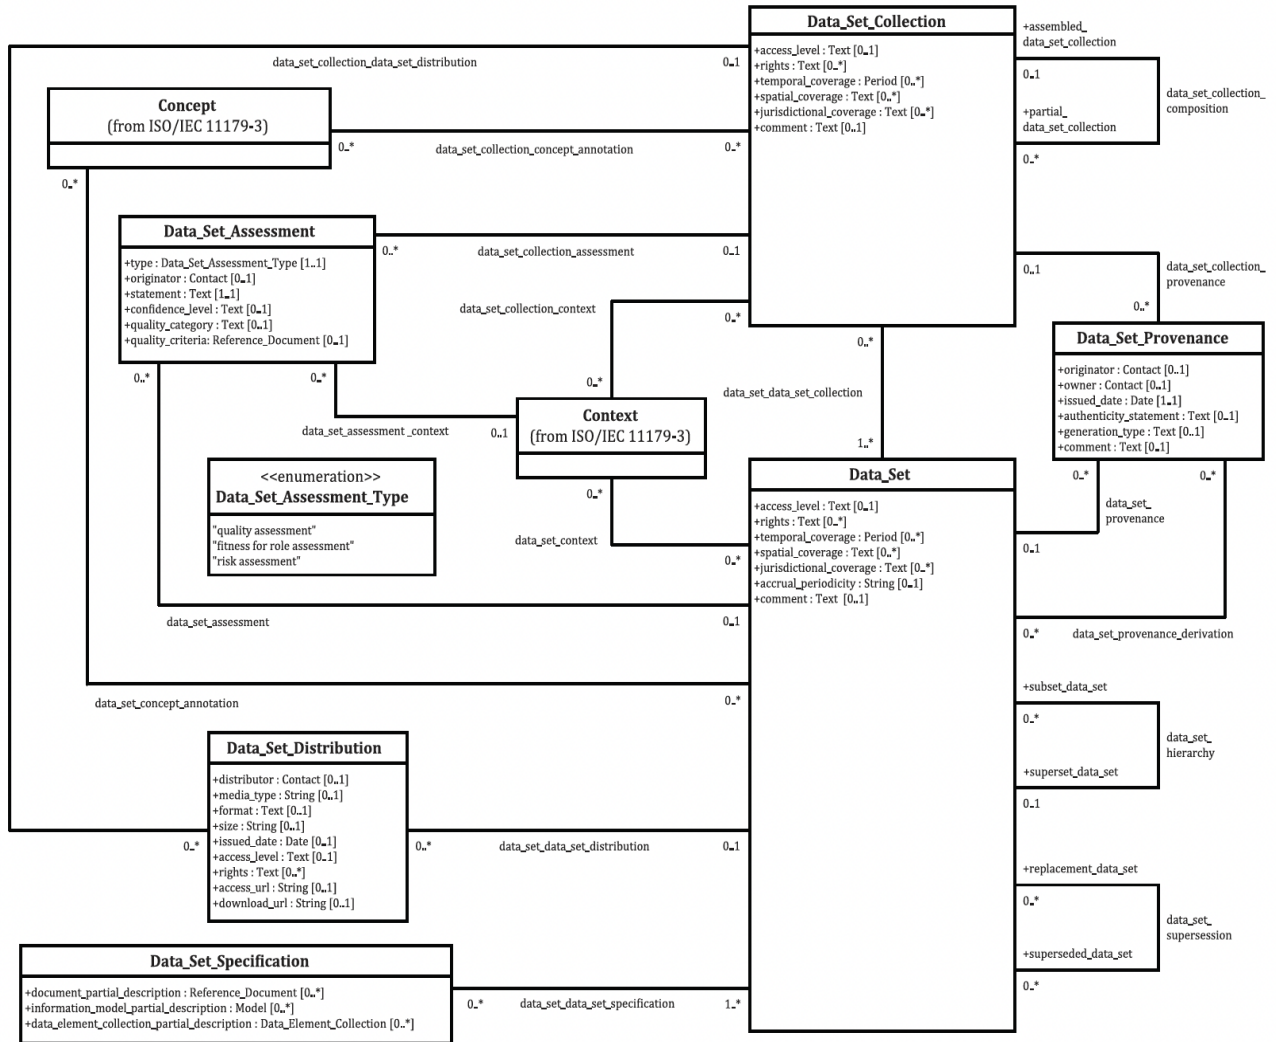 Data_Set_Collection
+access_level : Text [0..1]
+rights : Text [0..*]
+temporal_coverage : Period [0..*]
+spatial_coverage : Text [0..*]
+jurisdictional_coverage : Text [0..*]
+comment : Text [0..1]
+assembled_
data_set_collection
0..1
+partial_
data_set_collection
0..*
data_set_collection_
composition
data_set_collection_data_set_distribution
0..1
Concept
(from ISO/IEC 11179-3)
0..*
data_set_collection_concept_annotation
0..*
0..*
Data_Set_Assessment
+type : Data_Set_Assessment_Type [1..1]
+originator : Contact [0..1]
+statement : Text [1..1]
+confidence_level : Text [0..1]
+quality_category : Text [0..1]
+quality_criteria: Reference_Document [0..1]
0..*
data_set_collection_assessment
0..1
0..1
data_set_collection_
provenance
0..*
data_set_collection_context
0..*
0..*
Data_Set_Provenance
+originator : Contact [0..1]
+owner : Contact [0..1]
+issued_date : Date [1..1]
+authenticity_statement : Text [0..1]
+generation_type : Text [0..1]
+comment : Text [0..1]
0..*
data_set_data_set_collection
1..*
0..*
0..*
data_set_assessment _context
0..1
Context
(from ISO/IEC 11179-3)
0..*
data_set_context
0..*
<<enumeration>>
Data_Set_Assessment_Type
"quality assessment"
"fitness for role assessment"
"risk assessment"
Data_Set
+access_level : Text [0..1]
+rights : Text [0..*]
+temporal_coverage : Period [0..*]
+spatial_coverage : Text [0..*]
+jurisdictional_coverage : Text [0..*]
+accrual_periodicity : String [0..1]
+comment : Text [0..1]
0..*
0..*
data_set_
provenance
0..1
data_set_assessment
0..1
0..*
data_set_provenance_derivation
data_set_concept_annotation
0..*
+subset_data_set
0..*
data_set_
hierarchy
+superset_data_set
0..1
Data_Set_Distribution
+distributor : Contact [0..1]
+media_type : String [0..1]
+format : Text [0..1]
+size : String [0..1]
+issued_date : Date [0..1]
+access_level : Text [0..1]
+rights : Text [0..*]
+access_url : String [0..1]
+download_url : String [0..1]
0..*
0..*
data_set_data_set_distribution
0..1
+replacement_data_set
0..*
data_set_
supersession
+superseded_data_set
0..*
Data_Set_Specification
+document_partial_description : Reference_Document [0..*]
+information_model_partial_description : Model [0..*]
+data_element_collection_partial_description : Data_Element_Collection [0..*]
0..*
data_set_data_set_specification
1..*